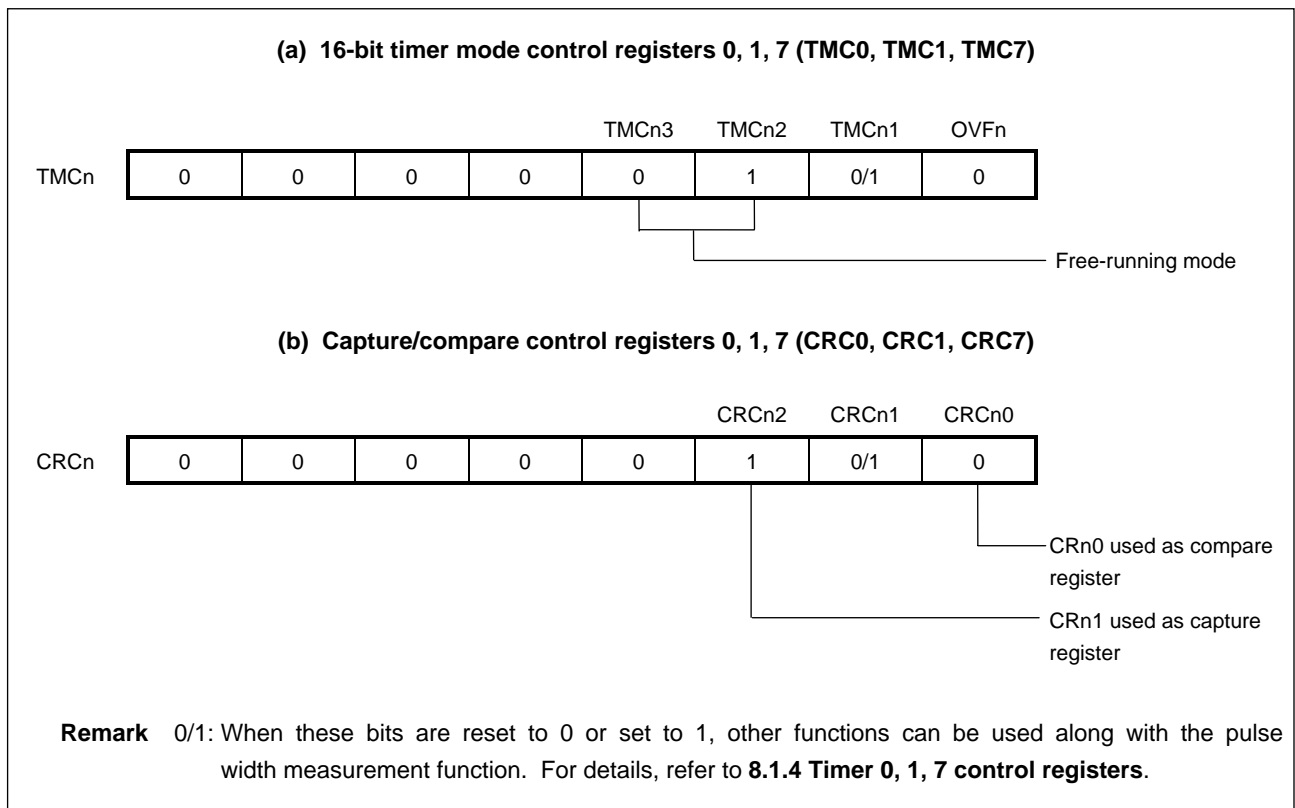 (a) 16-bit timer mode control registers 0, 1, 7 (TMC0, TMC1, TMC7)
TMCn3 TMCn2 TMCn1 OVFn
TMCn 0 0 0 0 0 1 0/1 0
Free-running mode
(b) Capture/compare control registers 0, 1, 7 (CRC0, CRC1, CRC7)
CRCn2 CRCn1 CRCn0
CRCn 0 0 0 0 0 1 0/1 0
CRn0 used as compare
register
CRn1 used as capture
register
Remark 0/1: When these bits are reset to 0 or set to 1, other functions can be used along with the pulse
width measurement function. For details, refer to 8.1.4 Timer 0, 1, 7 control registers.